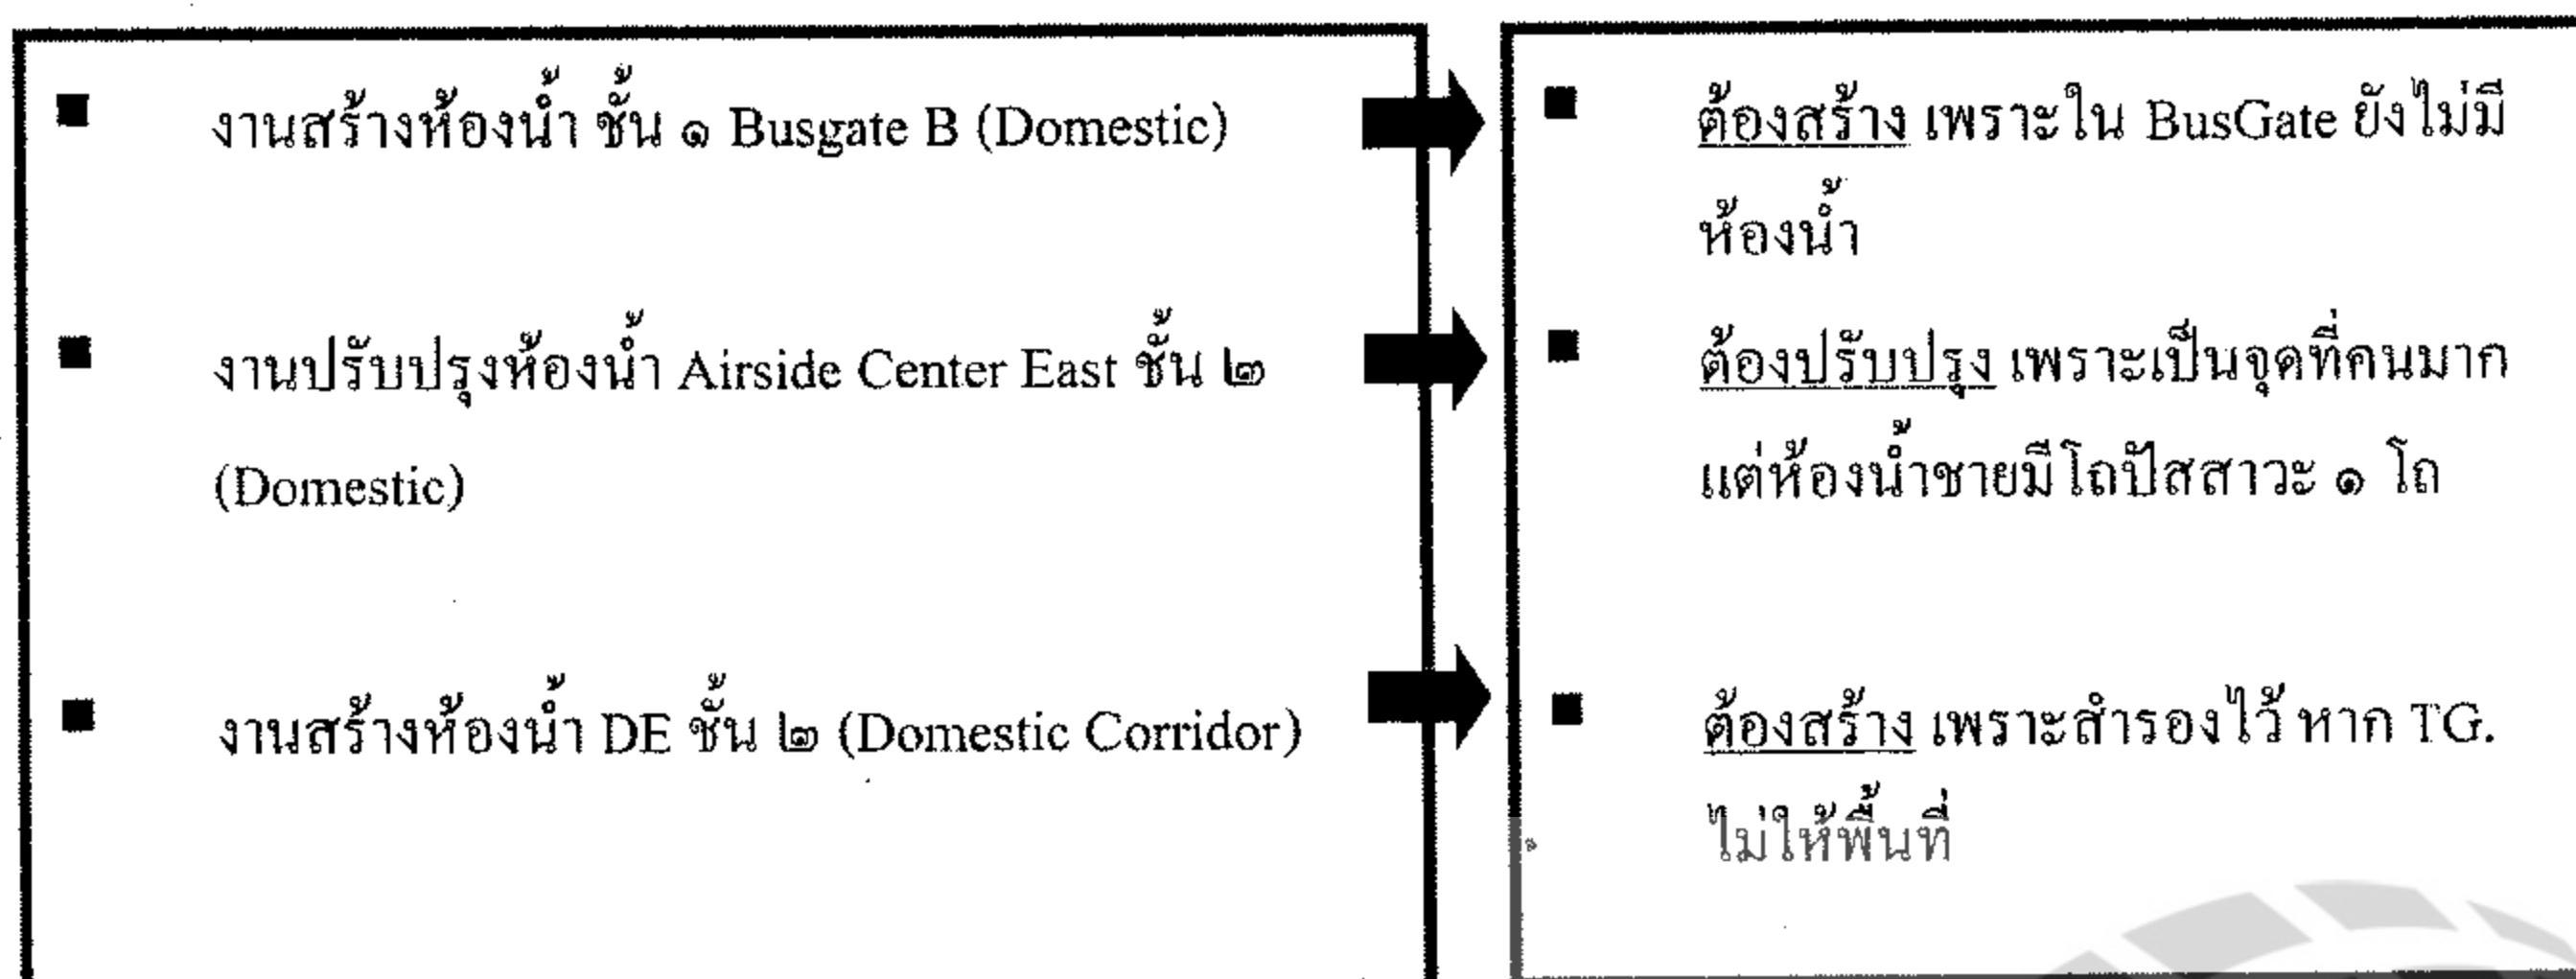 ■ งานสร้างห้องน้ำ ชั้น ๑ Busgate B (Domestic)
■ งานปรับปรุงห้องน้ำ Airside Center East ชั้น ๒
(Domestic)
■ งานสร้างห้องน้ำ DE ชั้น ๒ (Domestic Corridor)
■ ต้องสร้าง เพราะใน BusGate ยังไม่มี
ห้องน้ำ
■ ต้องปรับปรุง เพราะเป็นจุดที่คนมาก
แต่ห้องน้ำชายมีโถปัสสาวะ ๑ โถ
■ ต้องสร้าง เพราะสำรองไว้ หาก TG.
ไม่ให้พื้นที่